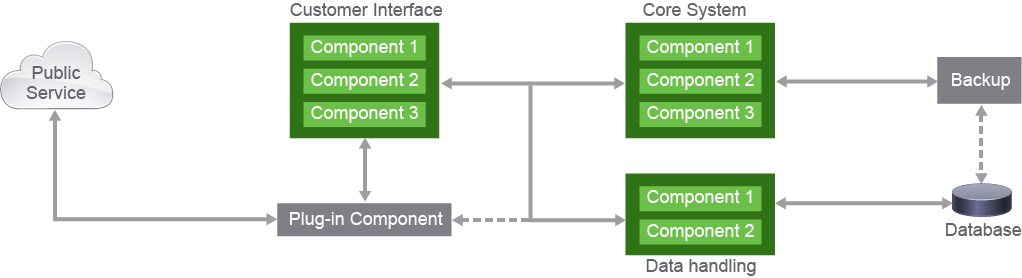 Customer Interface
Core System
Component 1
Component 2
Component 3
Component 1
Component 2
Component 3
Public
Service
Backup
Plug-in Component
Component 1
Component 2
Data handling
Database